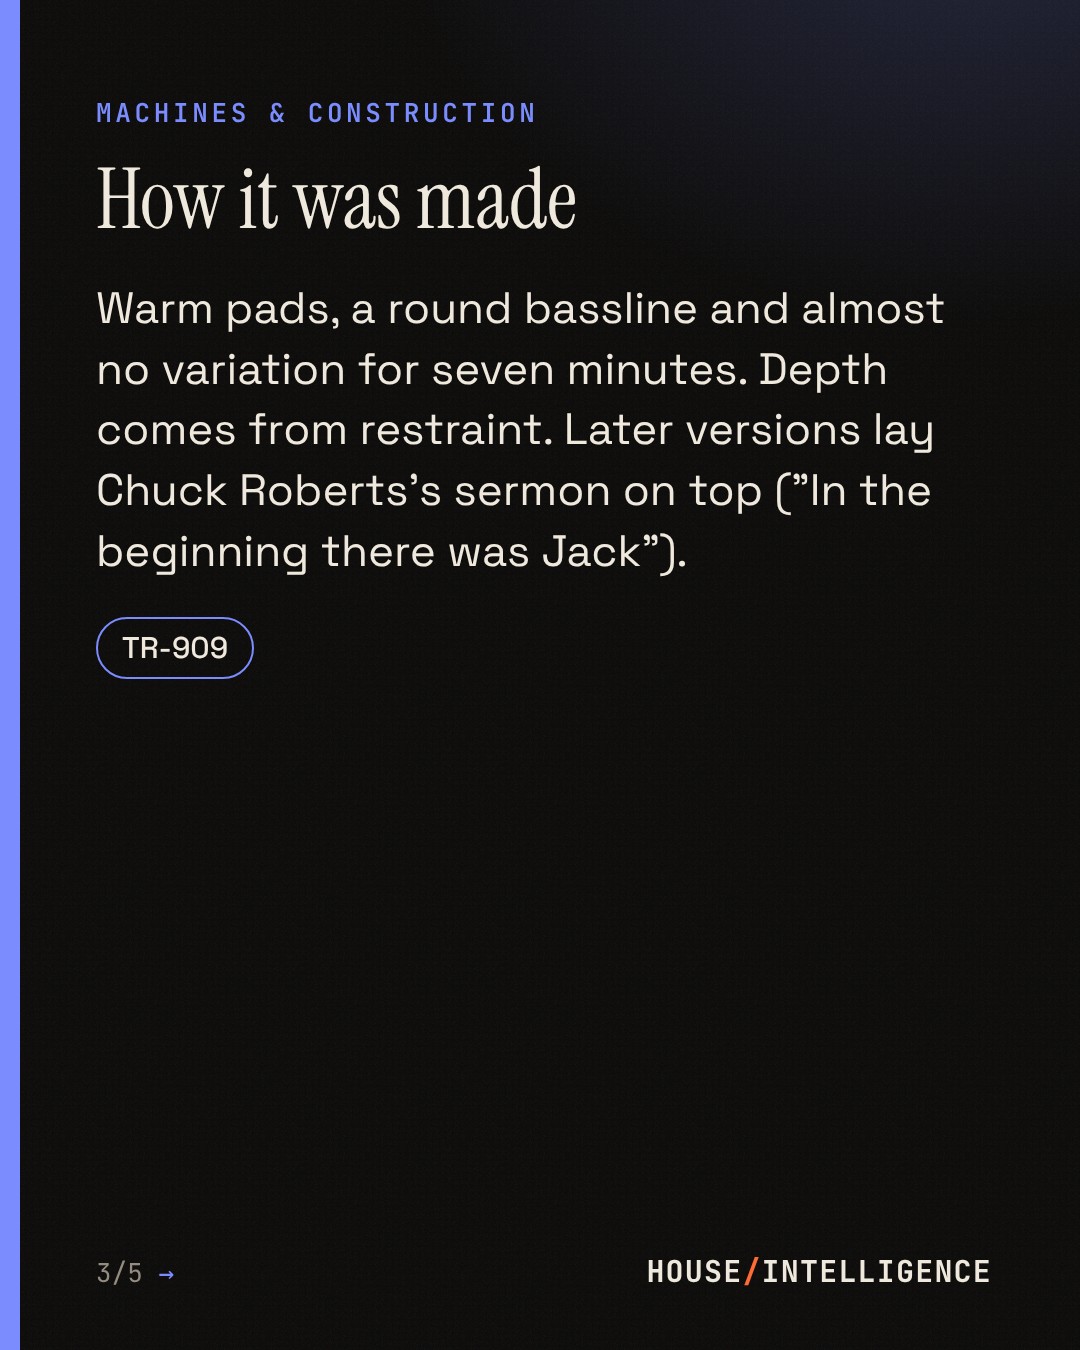 MACHINES & CONSTRUCTION
How it was made
Warm pads, a round bassline and almost
no variation for seven minutes. Depth
comes from restraint. Later versions lay
Chuck Roberts’s sermon on top (”In the
beginning there was Jack”).
TR-909
3/5 →
HOUSE/INTELLIGENCE